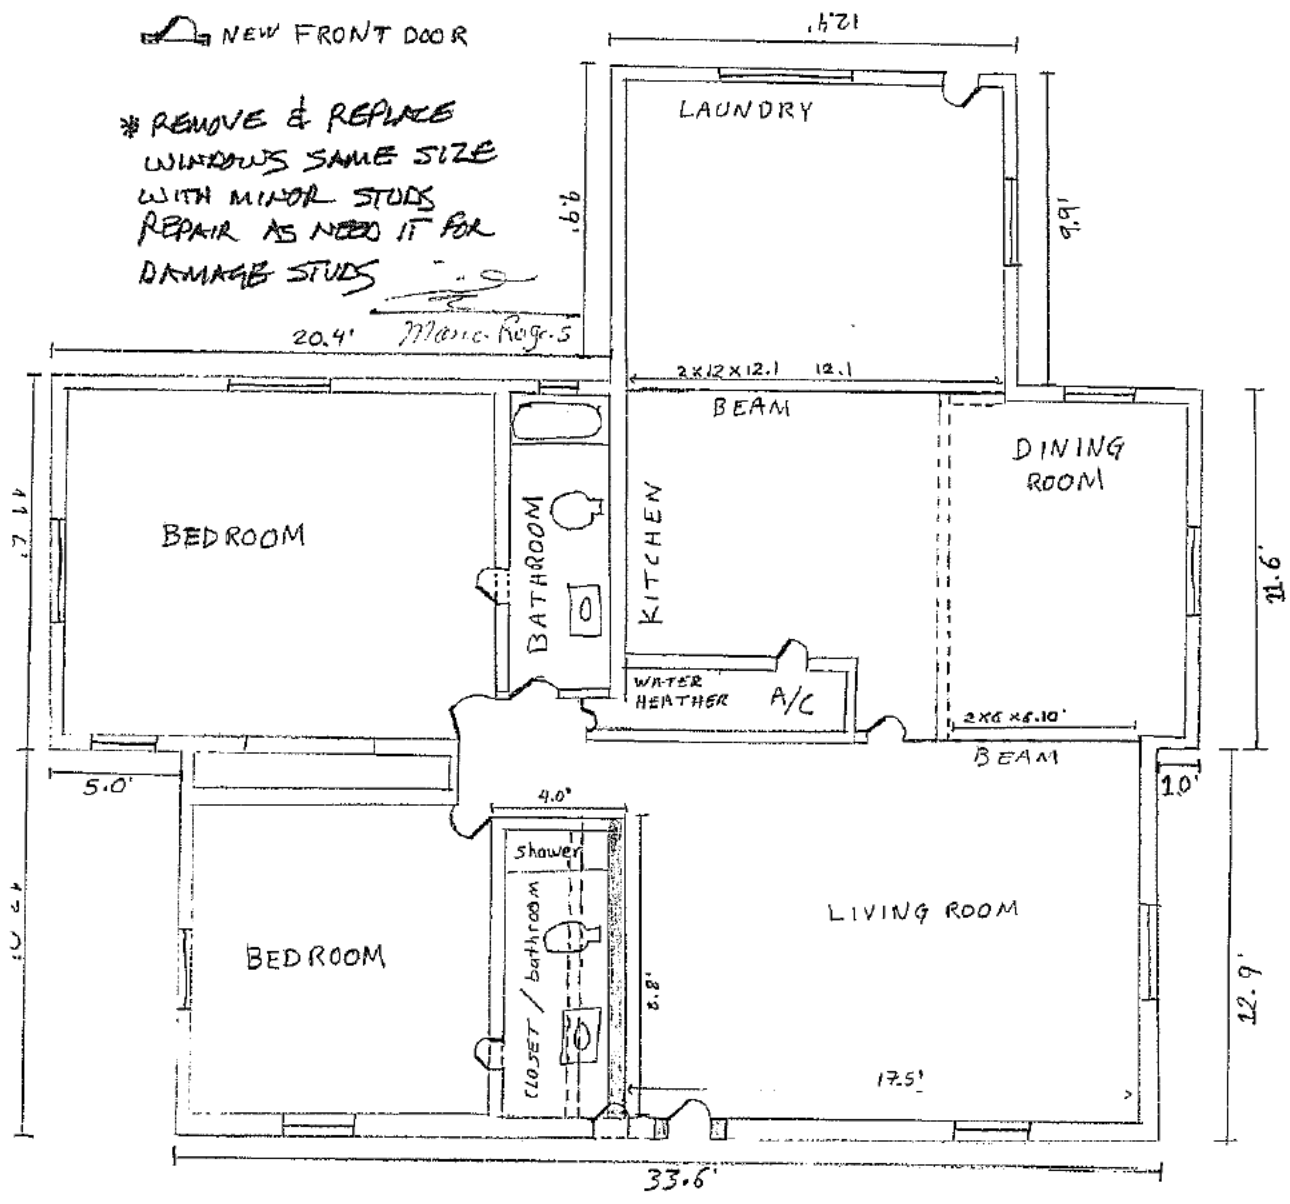 NEW FRONT DOOR
12.4'
* REMOVE & REPLACE
WINDOWS SAME SIZE
WITH MINOR STUDS
REPAIR AS NEED IT FOR
DAMAGE STUDS
LAUNDRY
9.9'
9.9'
20.4'
2x12x12.1 12.1
BEAM
DINING
ROOM
BEDROOM
BATHROOM
KITCHEN
11.6'
WATER
HEATHER
A/C
2x6x6.10'
BEAM
5.0'
1.0'
4.0'
shower
LIVING ROOM
BEDROOM
CLOSET / bathroom
8.8'
12.9'
17.5'
33.6'